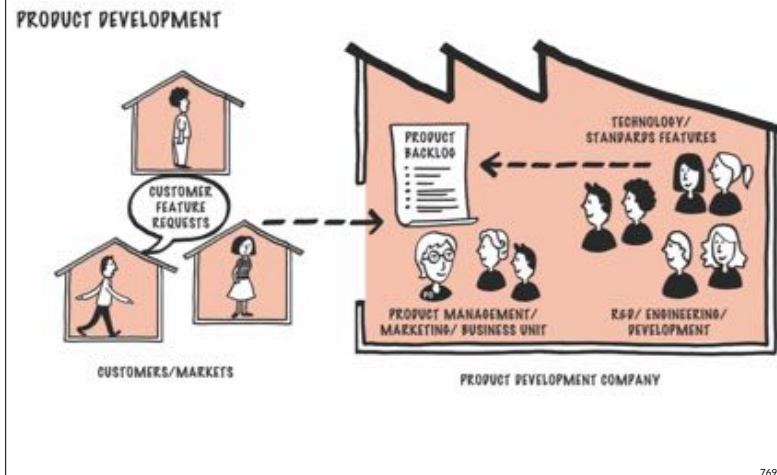 PRODUCT DEVELOPMENT
CUSTOMER
FEATURE
REQUESTS
CUSTOMERS/MARKETS
PRODUCT
BACKLOG
TECHNOLOGY/
STANDARDS FEATURES
PO
PRODUCT MANAGEMENT/
MARKETING/ BUSINESS UNIT
R&D/ ENGINEERING/
DEVELOPMENT
PRODUCT DEVELOPMENT COMPANY
769